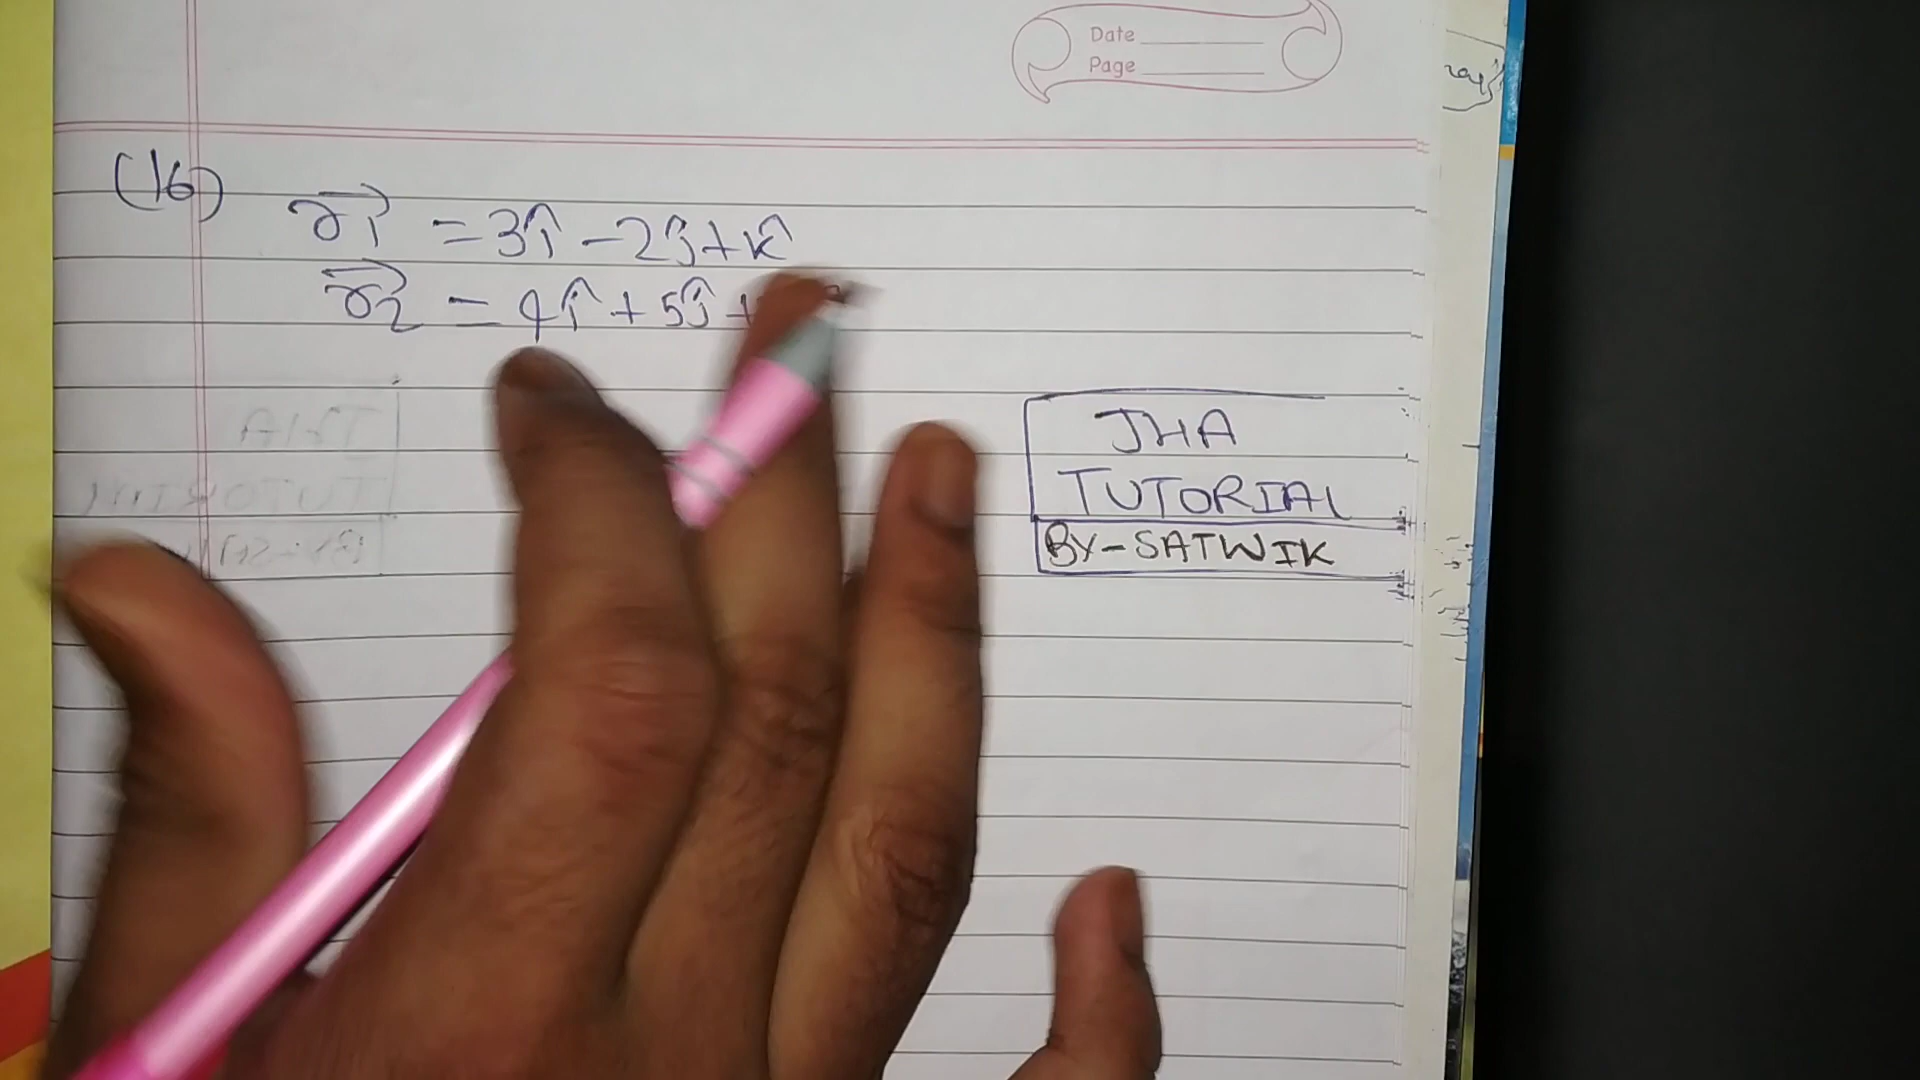 Date
Page
(16)
r⃗1 = 3î - 2ĵ + k̂
r⃗2 = 4î + 5ĵ +
JHA
TUTORIAL
BY-SATWIK